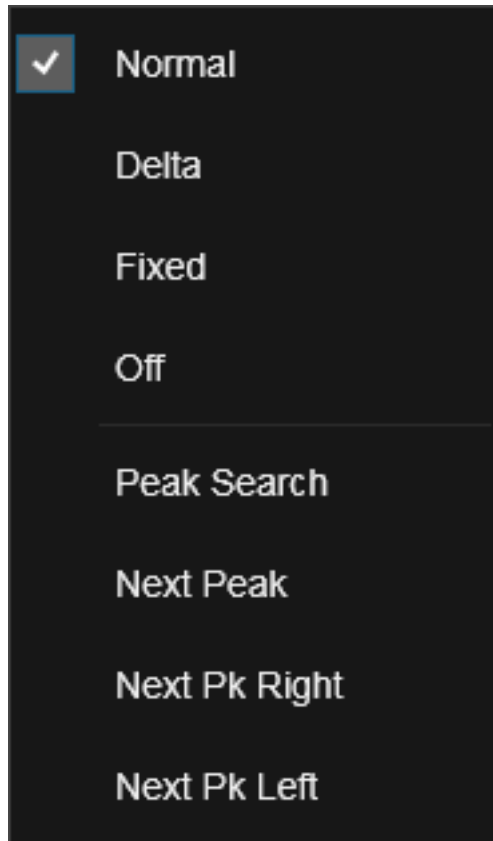 Normal
Delta
Fixed
Off
Peak Search
Next Peak
Next Pk Right
Next Pk Left